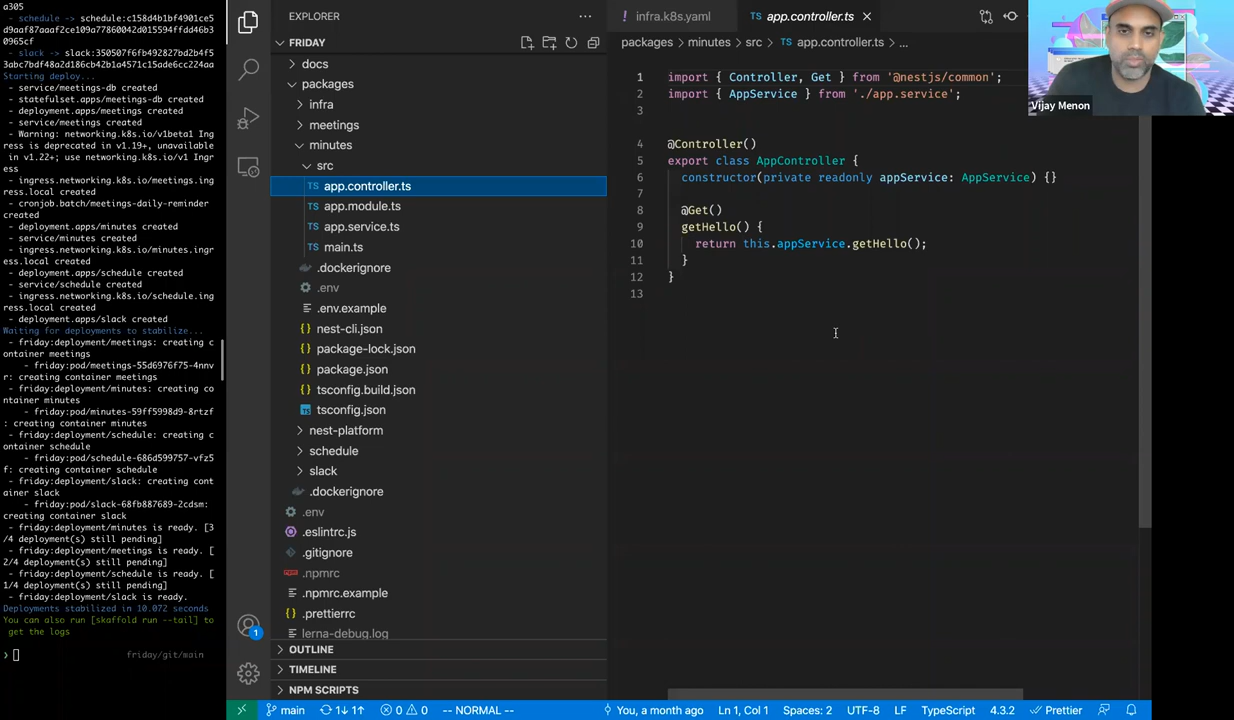 a305
- schedule -> schedule:c158d4b1bf4901ce5
d9aaf87aaaf2ce109a77860042d015594ffdd46b3
0965cf
- slack -> slack:350507f6fb492827bd2b4f5
3abc7bdf48a2d186cb42b1a4571c15ade6cc224aa
Starting deploy...
- service/meetings-db created
- statefulset.apps/meetings-db created
- deployment.apps/meetings created
- service/meetings created
- Warning: networking.k8s.io/v1beta1 Ing
ress is deprecated in v1.19+, unavailable
in v1.22+; use networking.k8s.io/v1 Ingr
ess
- ingress.networking.k8s.io/meetings.ing
ress.local created
- cronjob.batch/meetings-daily-reminder
created
- deployment.apps/minutes created
- service/minutes created
- ingress.networking.k8s.io/minutes.ingr
ess.local created
- deployment.apps/schedule created
- service/schedule created
- ingress.networking.k8s.io/schedule.ing
ress.local created
- deployment.apps/slack created
Waiting for deployments to stabilize...
- friday:deployment/meetings: creating c
ontainer meetings
- friday:pod/meetings-55d6976f75-4nnv
r: creating container meetings
- friday:deployment/minutes: creating co
ntainer minutes
- friday:pod/minutes-59ff5998d9-8rtzf
: creating container minutes
- friday:deployment/schedule: creating c
ontainer schedule
- friday:pod/schedule-686d599757-vfz5
f: creating container schedule
- friday:deployment/slack: creating cont
ainer slack
- friday:pod/slack-68fb887689-2cdsm:
creating container slack
- friday:deployment/minutes is ready. [3
/4 deployment(s) still pending]
- friday:deployment/meetings is ready. [
2/4 deployment(s) still pending]
- friday:deployment/schedule is ready. [
1/4 deployment(s) still pending]
- friday:deployment/slack is ready.
Deployments stabilized in 10.072 seconds
You can also run [skaffold run --tail] to
get the logs
❯ friday/git/main
EXPLORER ...
FRIDAY
docs
packages
infra
meetings
minutes
src
TS app.controller.ts
TS app.module.ts
TS app.service.ts
TS main.ts
.dockerignore
.env
.env.example
{} nest-cli.json
{} package-lock.json
{} package.json
{} tsconfig.build.json
TS tsconfig.json
nest-platform
schedule
slack
.dockerignore
.env
.eslintrc.js
.gitignore
.npmrc
.npmrc.example
{} .prettierrc
lerna-debug.log
OUTLINE
TIMELINE
NPM SCRIPTS
1
! infra.k8s.yaml TS app.controller.ts ×
packages > minutes > src > TS app.controller.ts > ...
1 import { Controller, Get } from '@nestjs/common';
2 import { AppService } from './app.service';
3
4 @Controller()
5 export class AppController {
6 constructor(private readonly appService: AppService) {}
7
8 @Get()
9 getHello() {
10 return this.appService.getHello();
11 }
12 }
13
Vijay Menon
main 1↓ 1↑ 0 0 -- NORMAL -- You, a month ago Ln 1, Col 1 Spaces: 2 UTF-8 LF TypeScript 4.3.2 Prettier